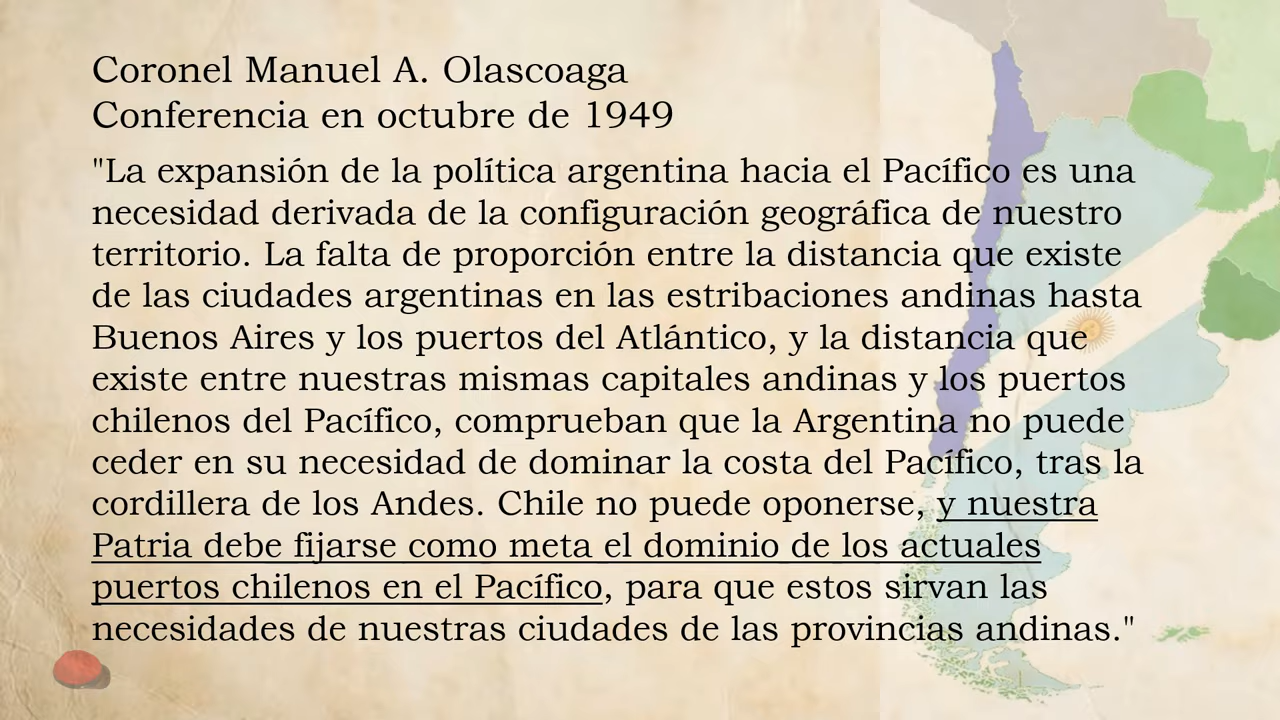 Coronel Manuel A. Olascoaga
Conferencia en octubre de 1949
"La expansión de la política argentina hacia el Pacífico es una
necesidad derivada de la configuración geográfica de nuestro
territorio. La falta de proporción entre la distancia que existe
de las ciudades argentinas en las estribaciones andinas hasta
Buenos Aires y los puertos del Atlántico, y la distancia que
existe entre nuestras mismas capitales andinas y los puertos
chilenos del Pacífico, comprueban que la Argentina no puede
ceder en su necesidad de dominar la costa del Pacífico, tras la
cordillera de los Andes. Chile no puede oponerse, y nuestra
Patria debe fijarse como meta el dominio de los actuales
puertos chilenos en el Pacífico, para que estos sirvan las
necesidades de nuestras ciudades de las provincias andinas."